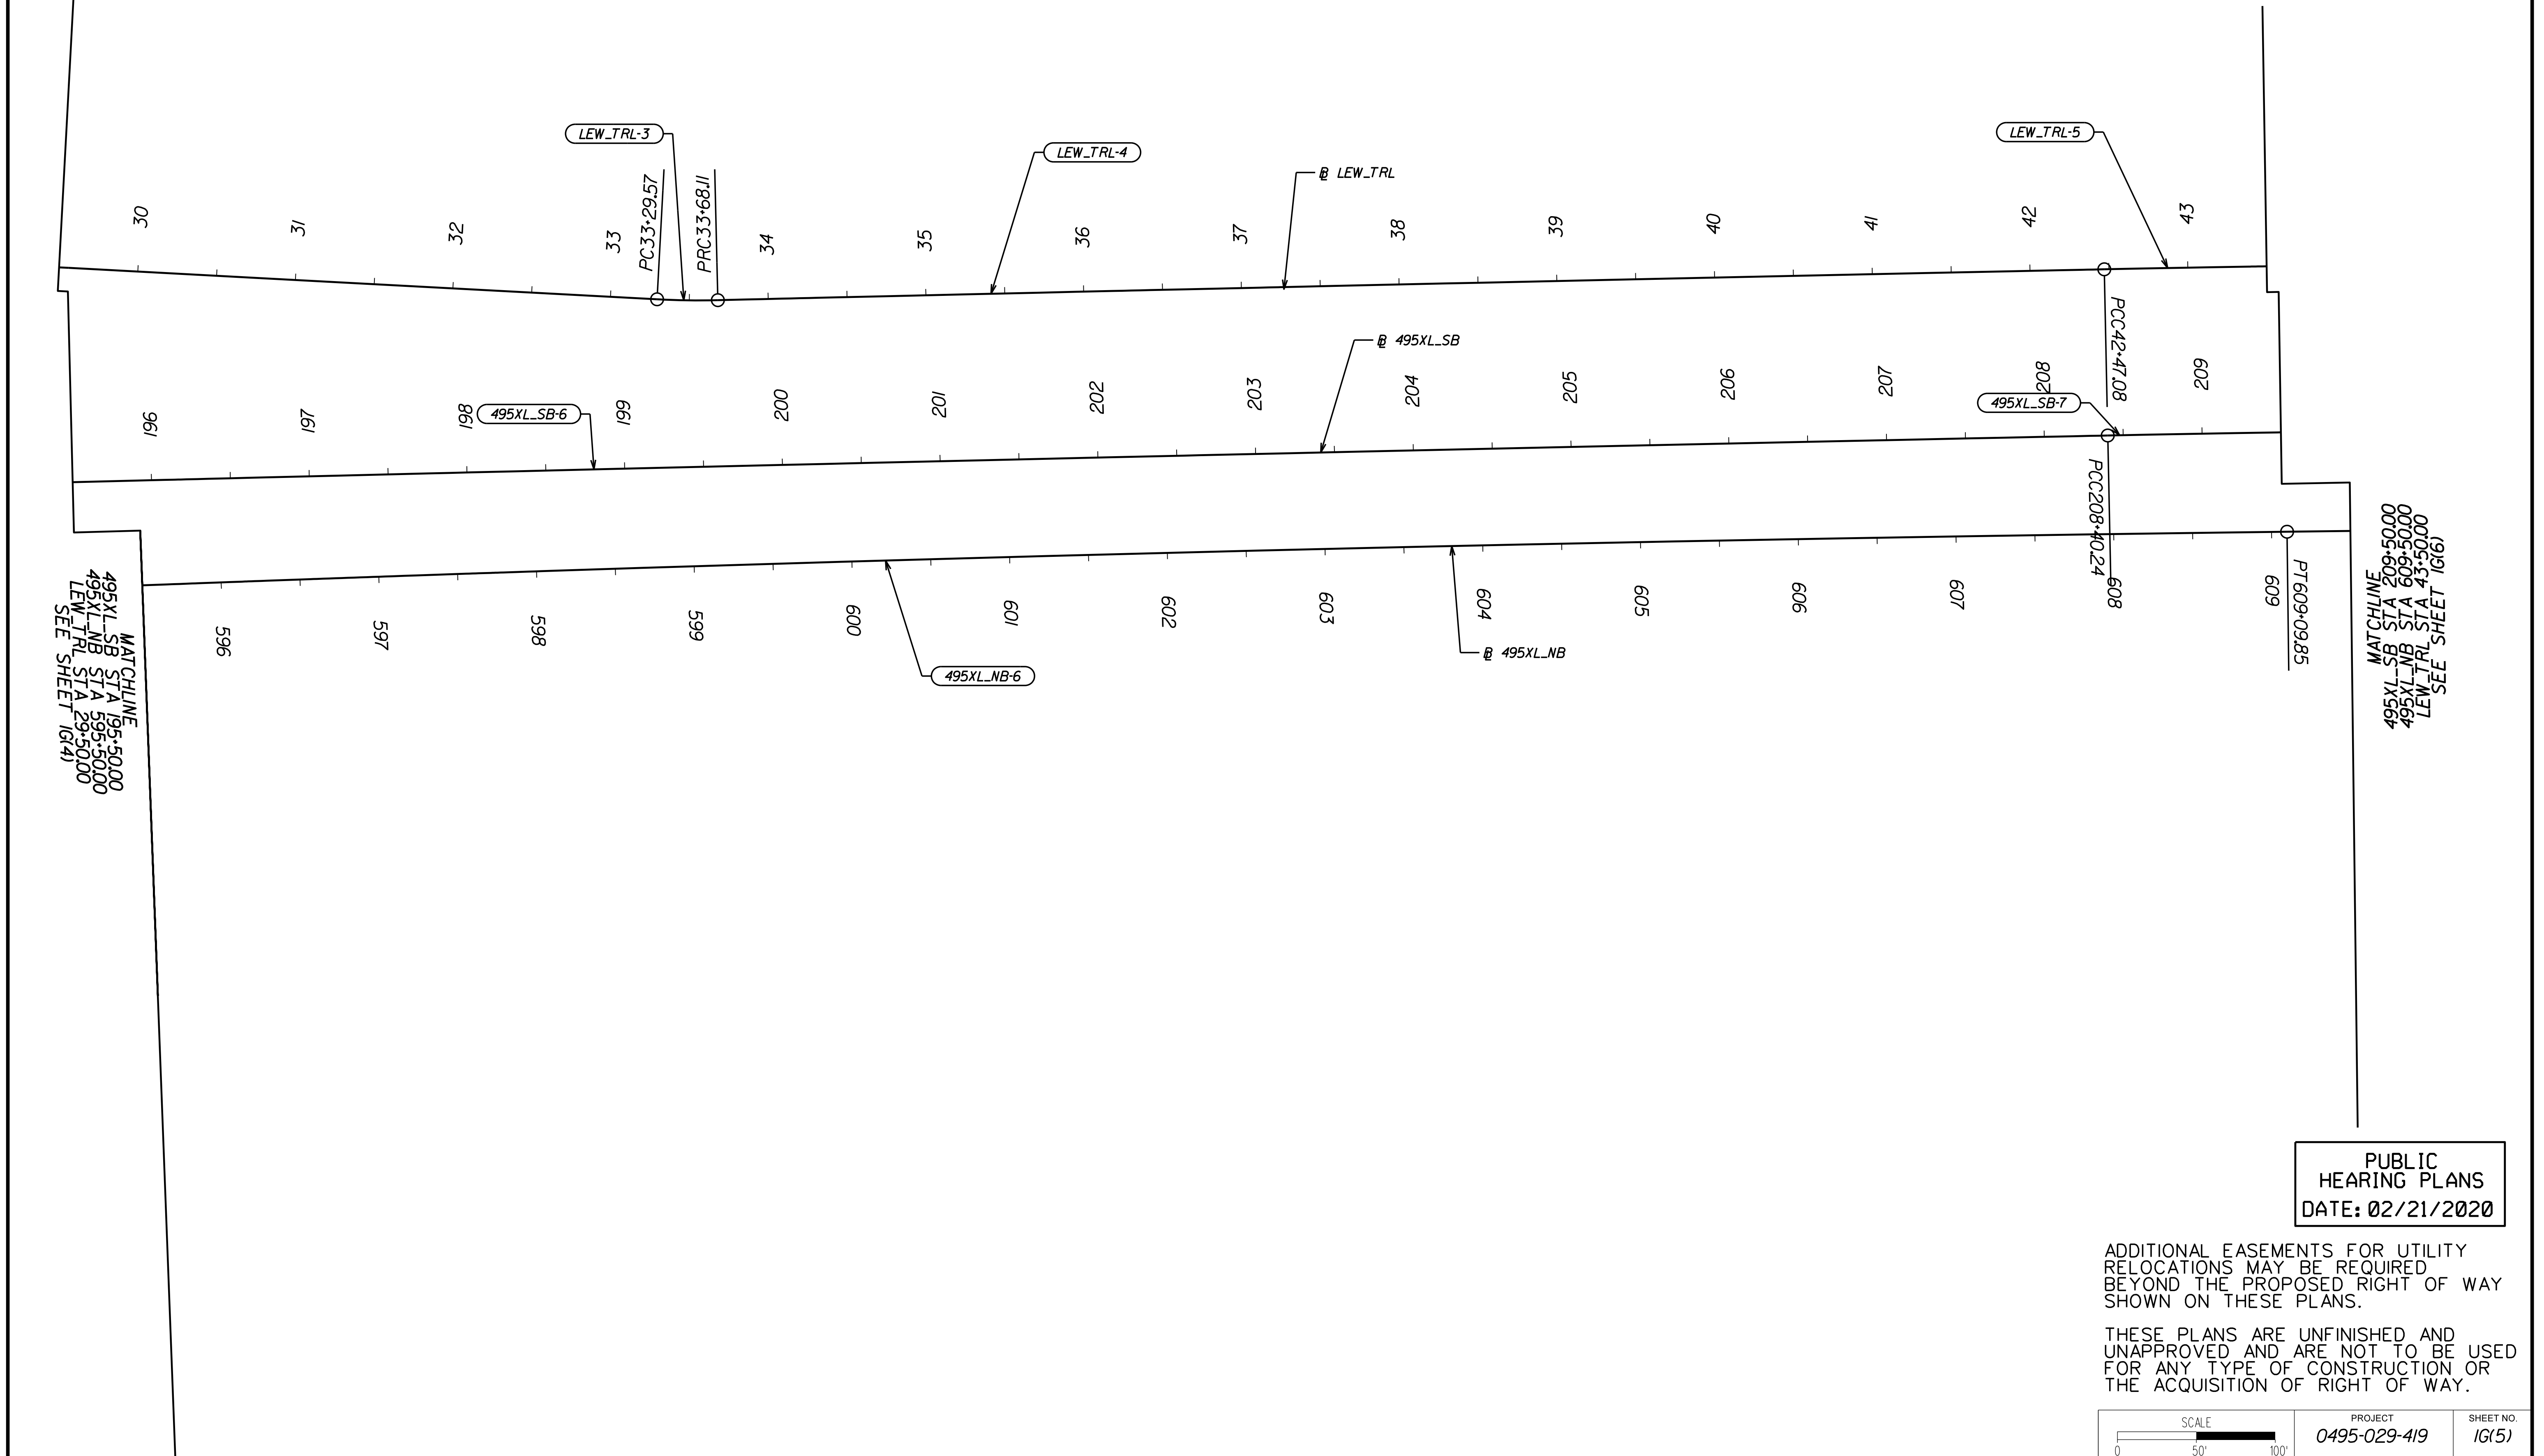 LEW_TRL-3
LEW_TRL-4
LEW_TRL-5
℄ LEW_TRL
PC33+29.57
PRC33+68.11
30
31
32
33
34
35
36
37
38
39
40
41
42
43
PCC42+47.08
℄ 495XL_SB
495XL_SB-6
495XL_SB-7
196
197
198
199
200
201
202
203
204
205
206
207
208
209
PCC208+40.24
596
597
598
599
600
601
602
603
604
605
606
607
608
609
PT609+09.85
495XL_NB-6
℄ 495XL_NB
MATCHLINE
495XL_SB STA 195+50.00
495XL_NB STA 595+50.00
LEW_TRL STA 29+50.00
SEE SHEET 1G(4)
MATCHLINE
495XL_SB STA 209+50.00
495XL_NB STA 609+50.00
LEW_TRL STA 43+50.00
SEE SHEET 1G(6)
PUBLIC
HEARING PLANS
DATE: 02/21/2020
ADDITIONAL EASEMENTS FOR UTILITY
RELOCATIONS MAY BE REQUIRED
BEYOND THE PROPOSED RIGHT OF WAY
SHOWN ON THESE PLANS.
THESE PLANS ARE UNFINISHED AND
UNAPPROVED AND ARE NOT TO BE USED
FOR ANY TYPE OF CONSTRUCTION OR
THE ACQUISITION OF RIGHT OF WAY.
SCALE
0 50' 100'
PROJECT
0495-029-419
SHEET NO.
1G(5)